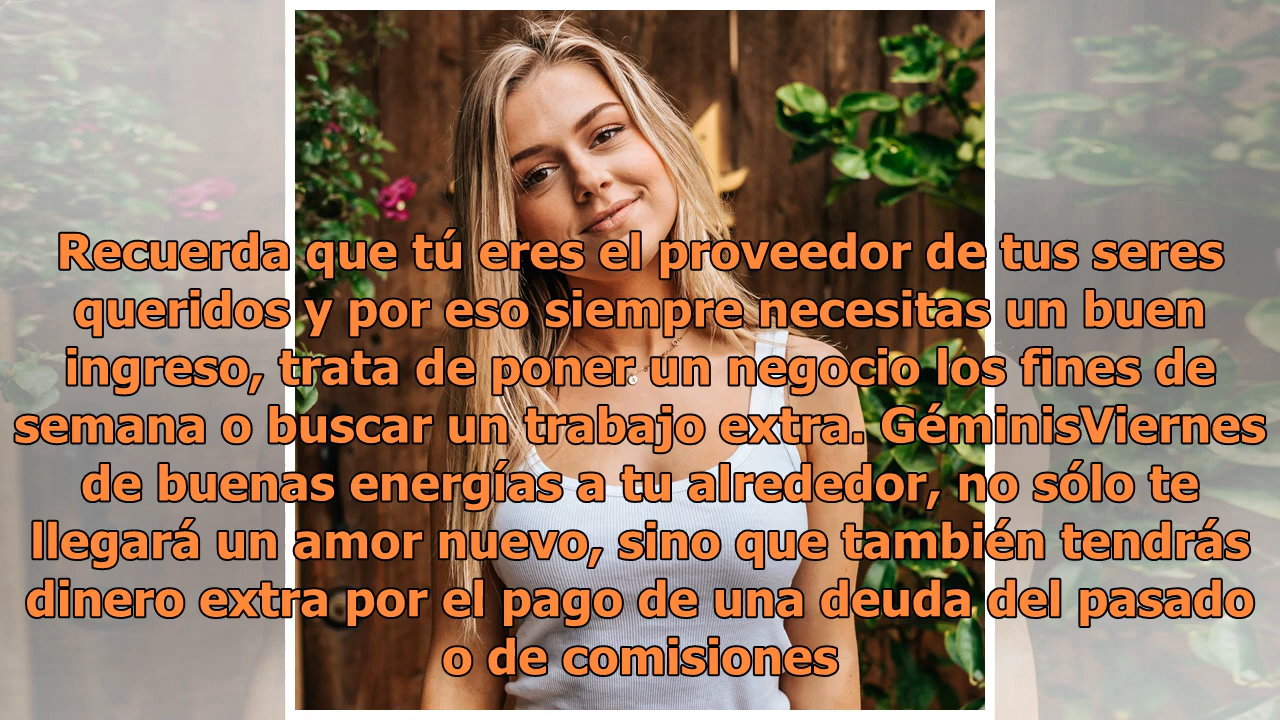 Recuerda que tú eres el proveedor de tus seres
queridos y por eso siempre necesitas un buen
ingreso, trata de poner un negocio los fines de
semana o buscar un trabajo extra. GéminisViernes
de buenas energías a tu alrededor, no sólo te
llegará un amor nuevo, sino que también tendrás
dinero extra por el pago de una deuda del pasado
o de comisiones